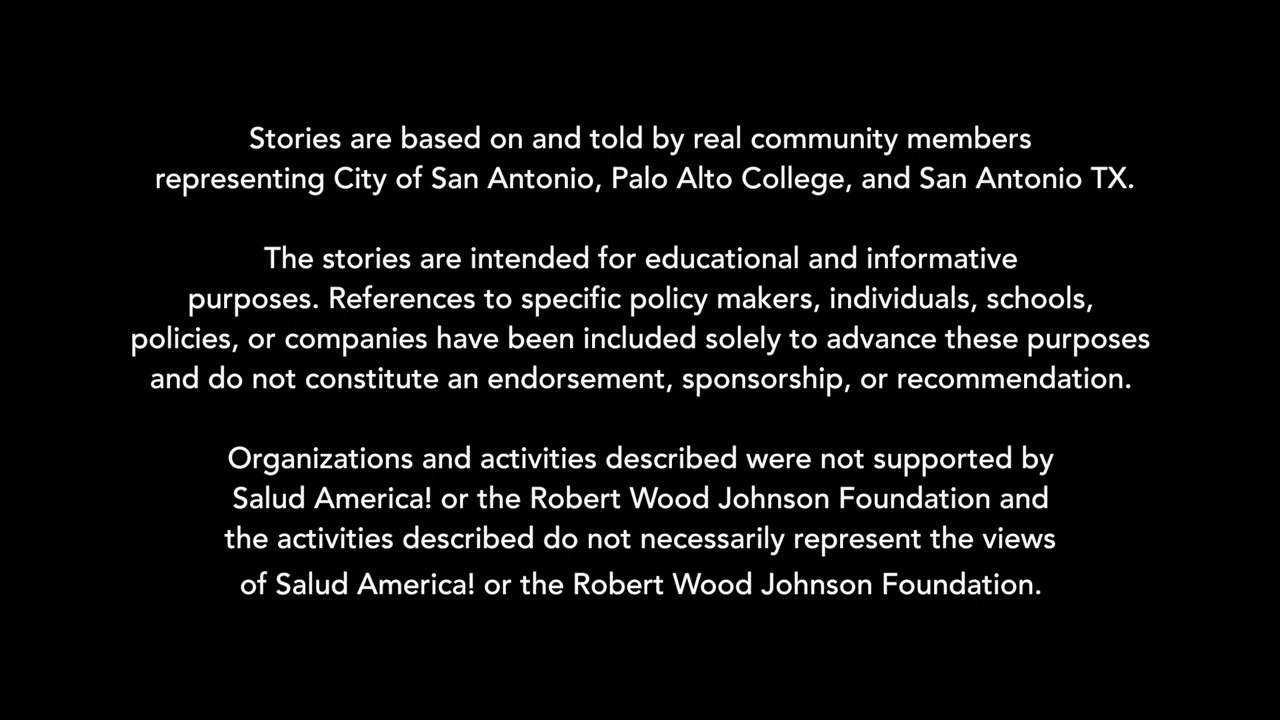 Stories are based on and told by real community members
representing City of San Antonio, Palo Alto College, and San Antonio TX.
The stories are intended for educational and informative
purposes. References to specific policy makers, individuals, schools,
policies, or companies have been included solely to advance these purposes
and do not constitute an endorsement, sponsorship, or recommendation.
Organizations and activities described were not supported by
Salud America! or the Robert Wood Johnson Foundation and
the activities described do not necessarily represent the views
of Salud America! or the Robert Wood Johnson Foundation.